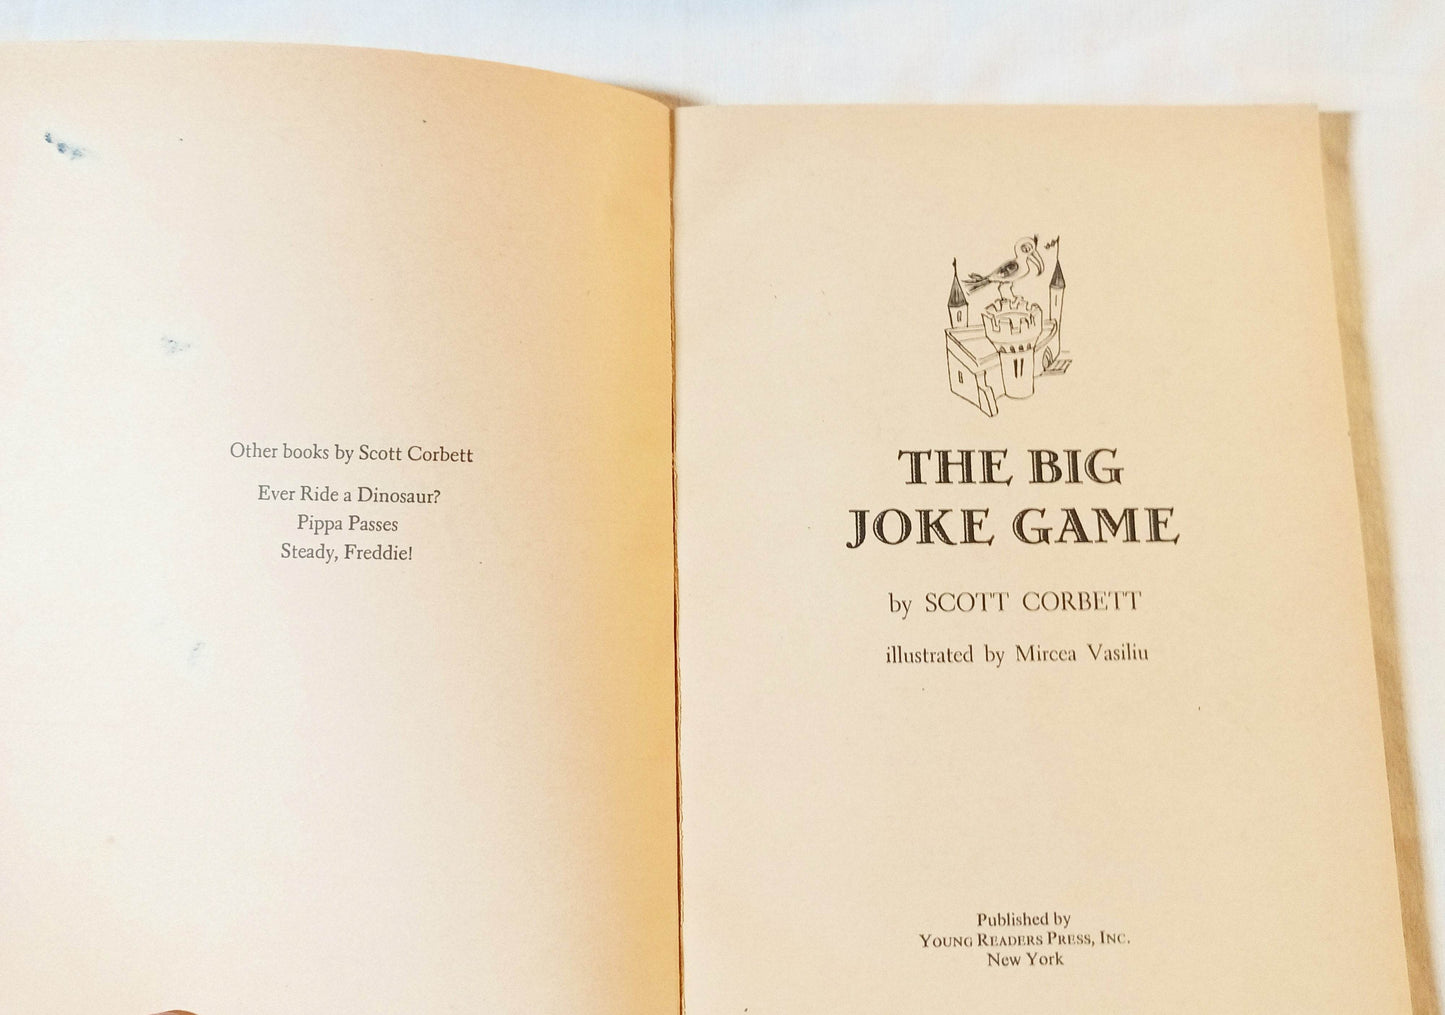 Other books by Scott Corbett
Ever Ride a Dinosaur?
Pippa Passes
Steady, Freddie!
THE BIG
JOKE GAME
by SCOTT CORBETT
illustrated by Mircea Vasiliu
Published by
YOUNG READERS PRESS, INC.
New York